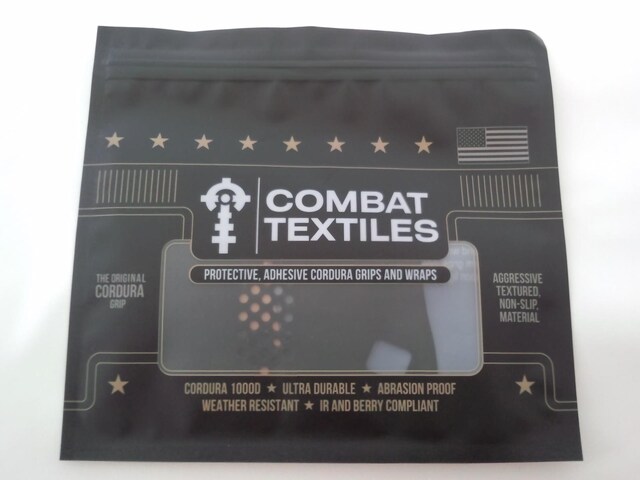 COMBAT
TEXTILES
PROTECTIVE, ADHESIVE CORDURA GRIPS AND WRAPS
THE ORIGINAL
CORDURA
GRIP
AGGRESSIVE
TEXTURED,
NON-SLIP,
MATERIAL
CORDURA 1000D ★ ULTRA DURABLE ★ ABRASION PROOF
WEATHER RESISTANT ★ IR AND BERRY COMPLIANT